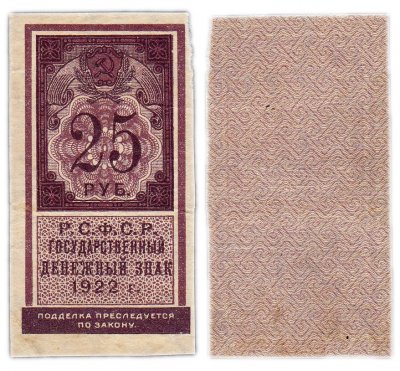 25
РУБ.
Р.С.Ф.С.Р.
ГОСУДАРСТВЕННЫЙ
ДЕНЕЖНЫЙ ЗНАК
1922 г.
ПОДДЕЛКА ПРЕСЛЕДУЕТСЯ
ПО ЗАКОНУ.